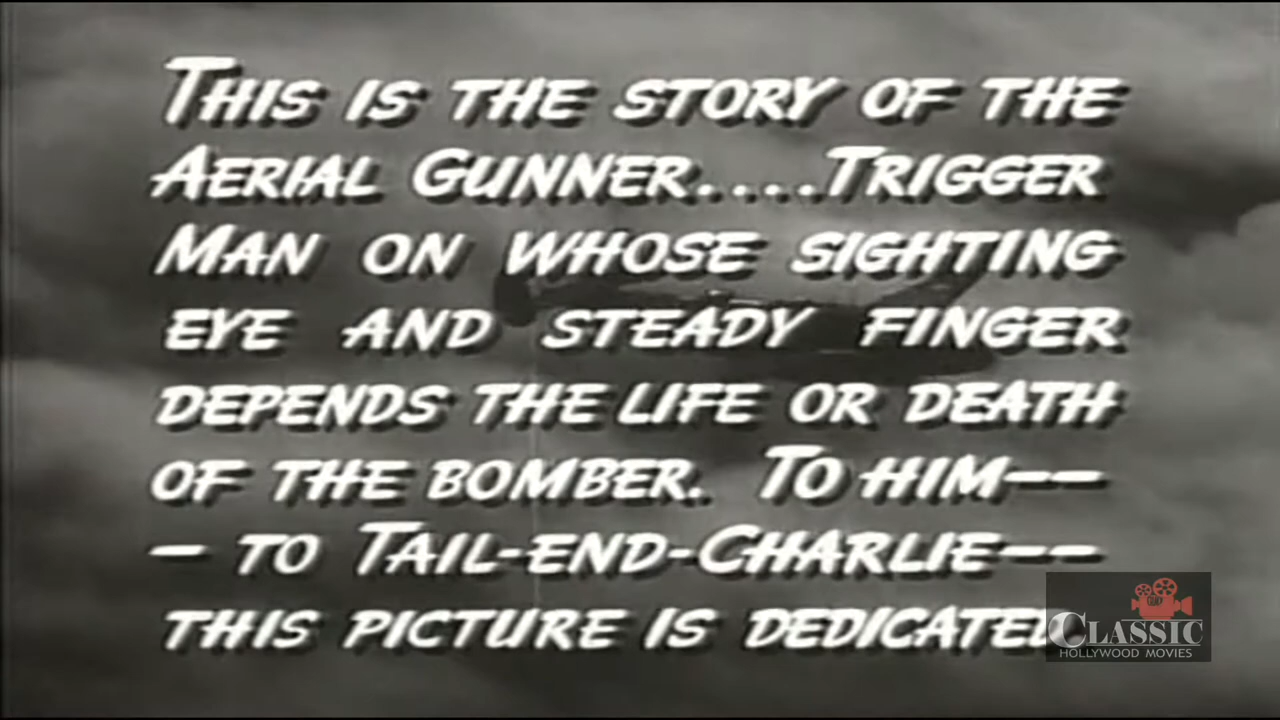 THIS IS THE STORY OF THE
AERIAL GUNNER.....TRIGGER
MAN ON WHOSE SIGHTING
EYE AND STEADY FINGER
DEPENDS THE LIFE OR DEATH
OF THE BOMBER. TO HIM--
- TO TAIL-END-CHARLIE--
THIS PICTURE IS DEDICATED
CLASSIC
HOLLYWOOD MOVIES